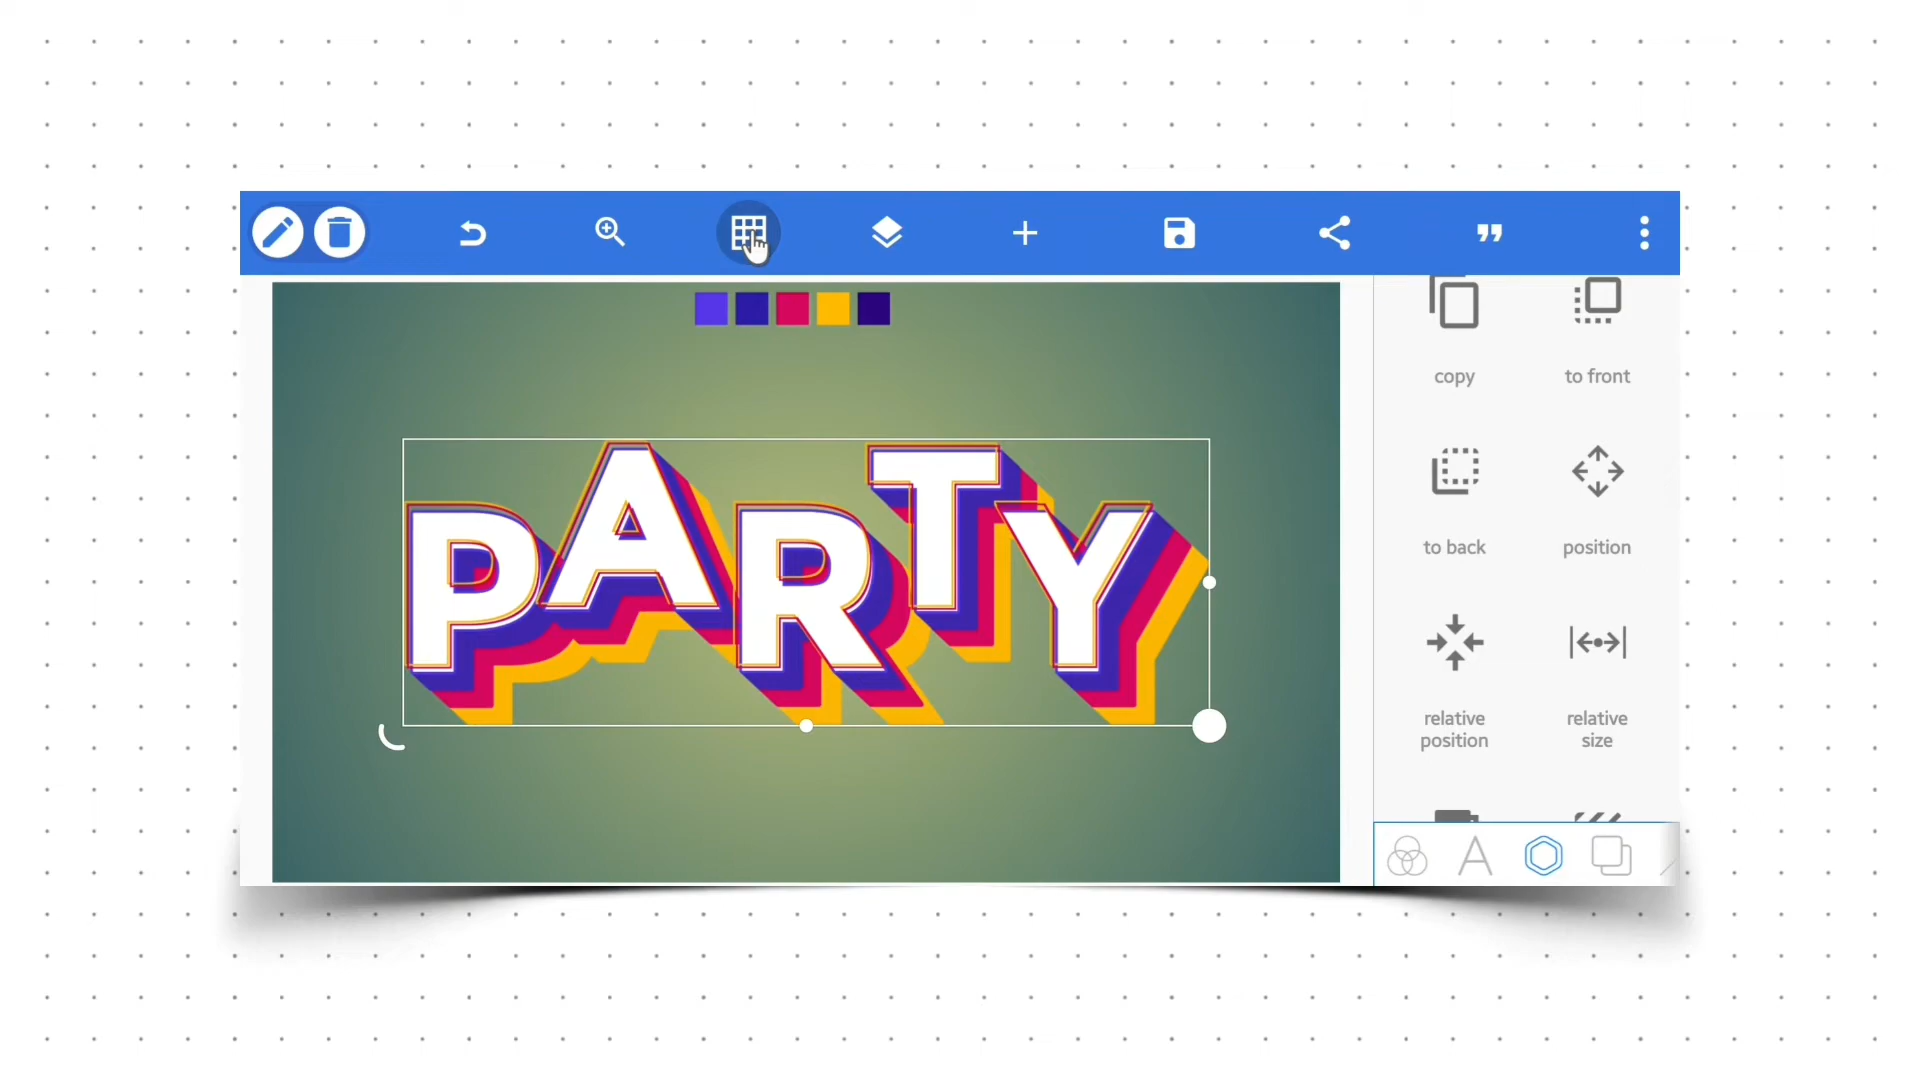 PARTY
copy
to front
to back
position
relative
position
relative
size